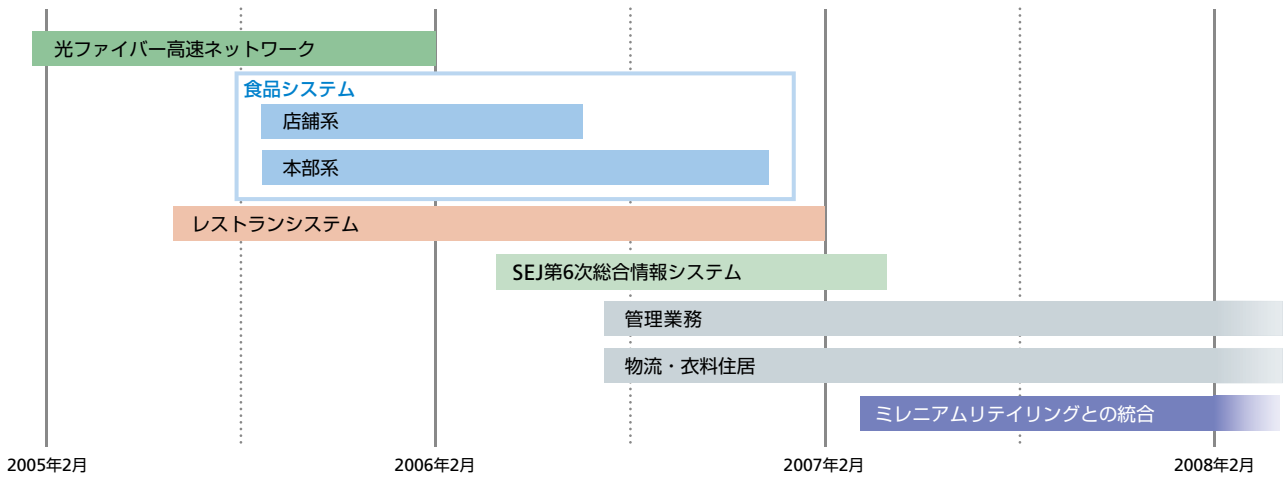 光ファイバー高速ネットワーク
食品システム
店舗系
本部系
レストランシステム
SEJ第6次総合情報システム
管理業務
物流・衣料住居
ミレニアムリテイリングとの統合
2005年2月
2006年2月
2007年2月
2008年2月